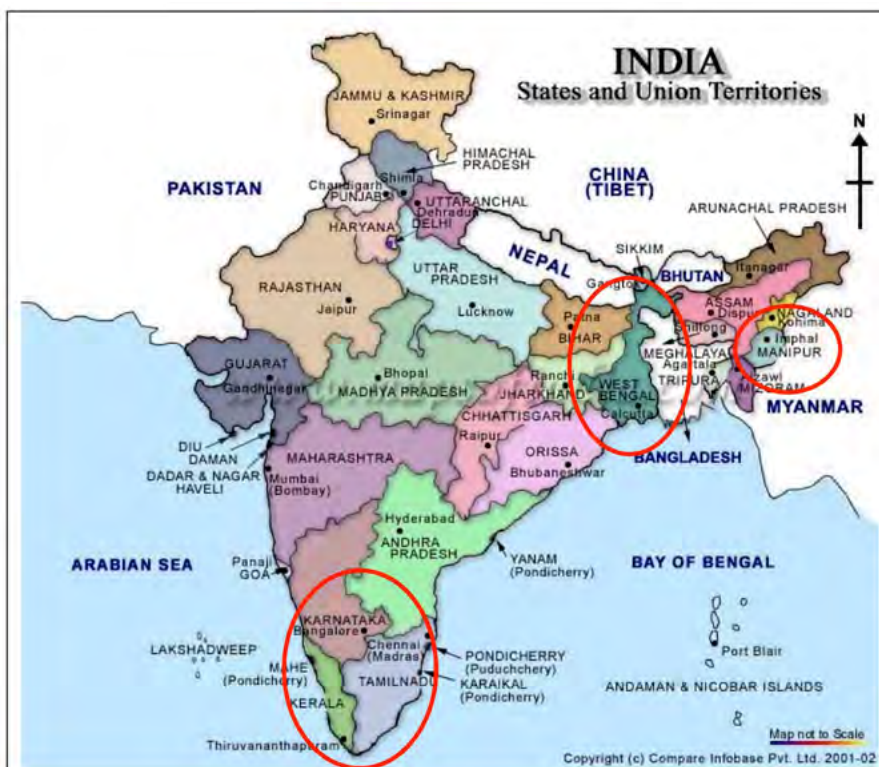 INDIA
States and Union Territories
N
JAMMU & KASHMIR
Srinagar
HIMACHAL
PRADESH
PAKISTAN
CHINA
(TIBET)
Shimla
Chandigarh
PUNJAB
UTTARANCHAL
Dehradun
DELHI
HARYANA
ARUNACHAL PRADESH
NEPAL
SIKKIM
BHUTAN
Itanagar
Gangtok
RAJASTHAN
Jaipur
UTTAR
PRADESH
Lucknow
ASSAM
Dispur
NAGALAND
Kohima
Patna
BIHAR
Shillong
MEGHALAYA
Imphal
MANIPUR
GUJARAT
Gandhinagar
Bhopal
MADHYA PRADESH
Ranchi
JHARKHAND
WEST
BENGAL
Calcutta
Agartala
TRIPURA
Aizawl
MIZORAM
MYANMAR
CHHATTISGARH
Raipur
ORISSA
Bhubaneshwar
BANGLADESH
DIU
DAMAN
DADAR & NAGAR
HAVELI
MAHARASHTRA
Mumbai
(Bombay)
Hyderabad
ANDHRA
PRADESH
YANAM
(Pondicherry)
ARABIAN SEA
BAY OF BENGAL
Panaji
GOA
KARNATAKA
Bangalore
Chennai
(Madras)
LAKSHADWEEP
MAHE
(Pondicherry)
PONDICHERRY
(Puduchchery)
KARAIKAL
(Pondicherry)
TAMILNADU
KERALA
Thiruvananthapuram
Port Blair
ANDAMAN & NICOBAR ISLANDS
Map not to Scale
Copyright (c) Compare Infobase Pvt. Ltd. 2001-02